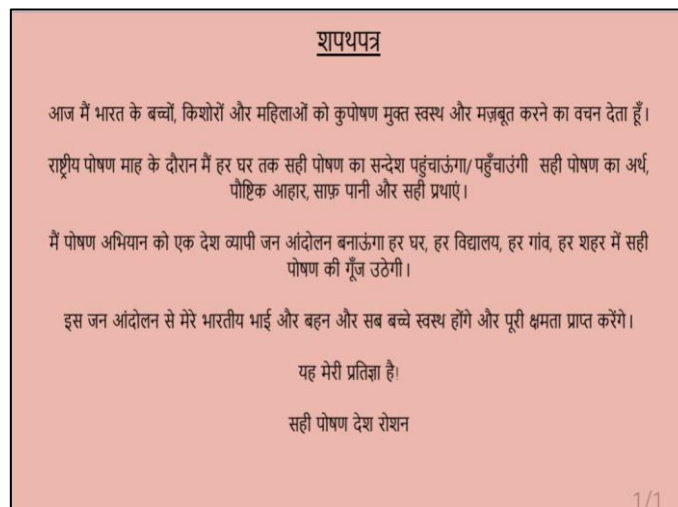 शपथपत्र
आज मैं भारत के बच्चों, किशोरों और महिलाओं को कुपोषण मुक्त स्वस्थ और मज़बूत करने का वचन देता हूँ।
राष्ट्रीय पोषण माह के दौरान मैं हर घर तक सही पोषण का सन्देश पहुंचाऊंगा/ पहुँचाउंगी सही पोषण का अर्थ,
पौष्टिक आहार, साफ़ पानी और सही प्रथाएं।
मैं पोषण अभियान को एक देश व्यापी जन आंदोलन बनाऊंगा हर घर, हर विद्यालय, हर गांव, हर शहर में सही
पोषण की गूँज उठेगी।
इस जन आंदोलन से मेरे भारतीय भाई और बहन और सब बच्चे स्वस्थ होंगे और पूरी क्षमता प्राप्त करेंगे।
यह मेरी प्रतिज्ञा है!
सही पोषण देश रोशन
1/1